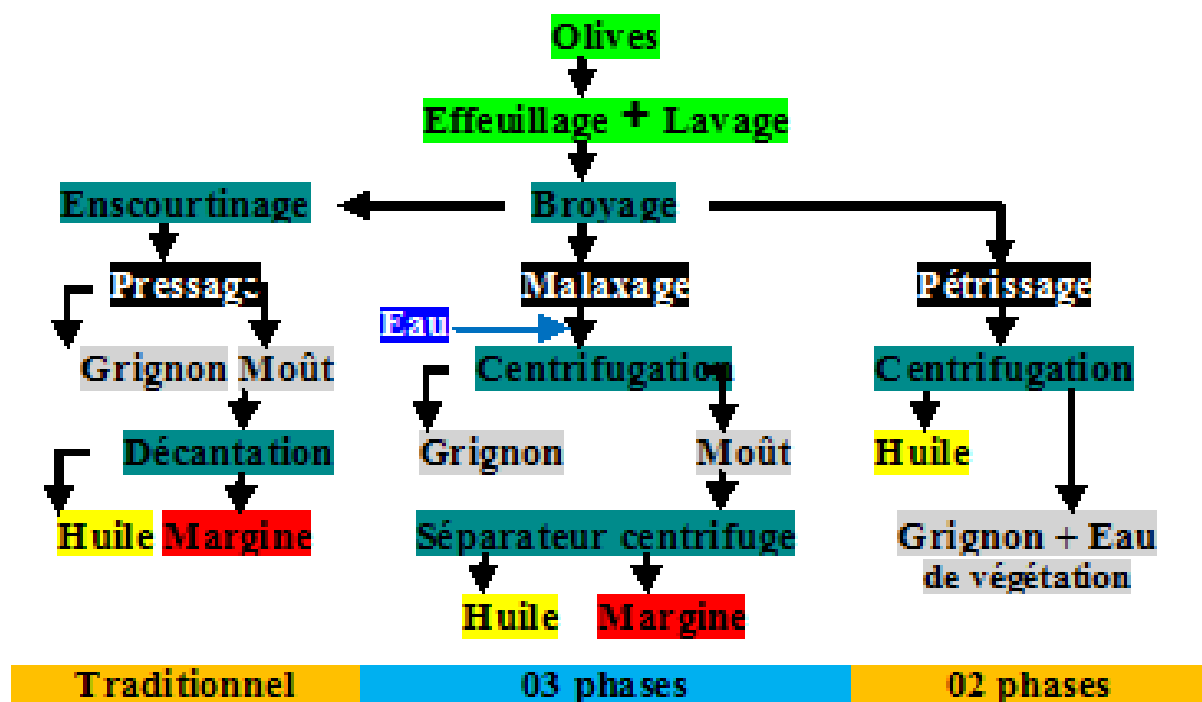 Olives
Effeuillage + Lavage
Enscourtinage
Broyage
Pressage
Malaxage
Pétrissage
Eau
Grignon
Moût
Centrifugation
Centrifugation
Décantation
Grignon
Moût
Huile
Huile
Margine
Séparateur centrifuge
Grignon + Eau
de végétation
Huile
Margine
Traditionnel
03 phases
02 phases